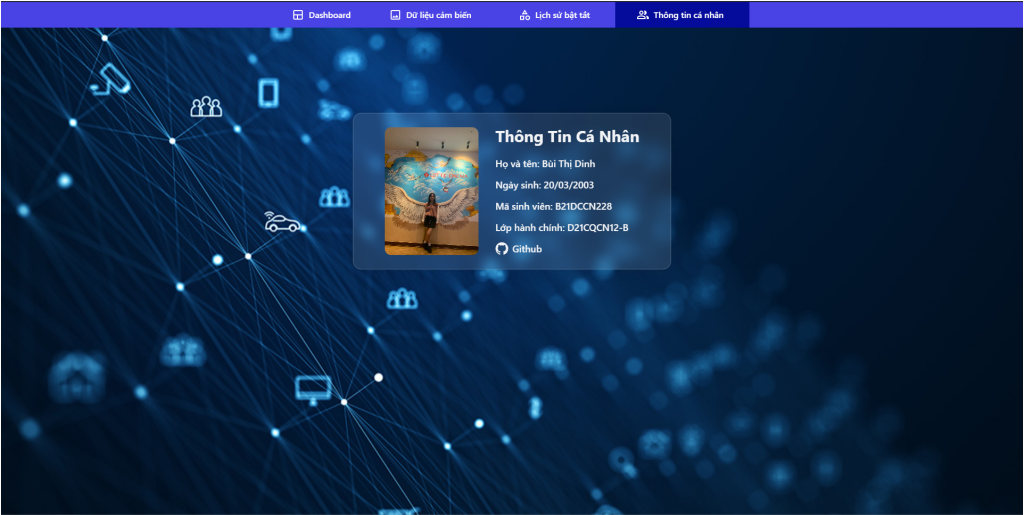 Dashboard
Dữ liệu cảm biến
Lịch sử bật tắt
Thông tin cá nhân
Thông Tin Cá Nhân
Họ và tên: Bùi Thị Dinh
Ngày sinh: 20/03/2003
Mã sinh viên: B21DCCN228
Lớp hành chính: D21CQCN12-B
Github